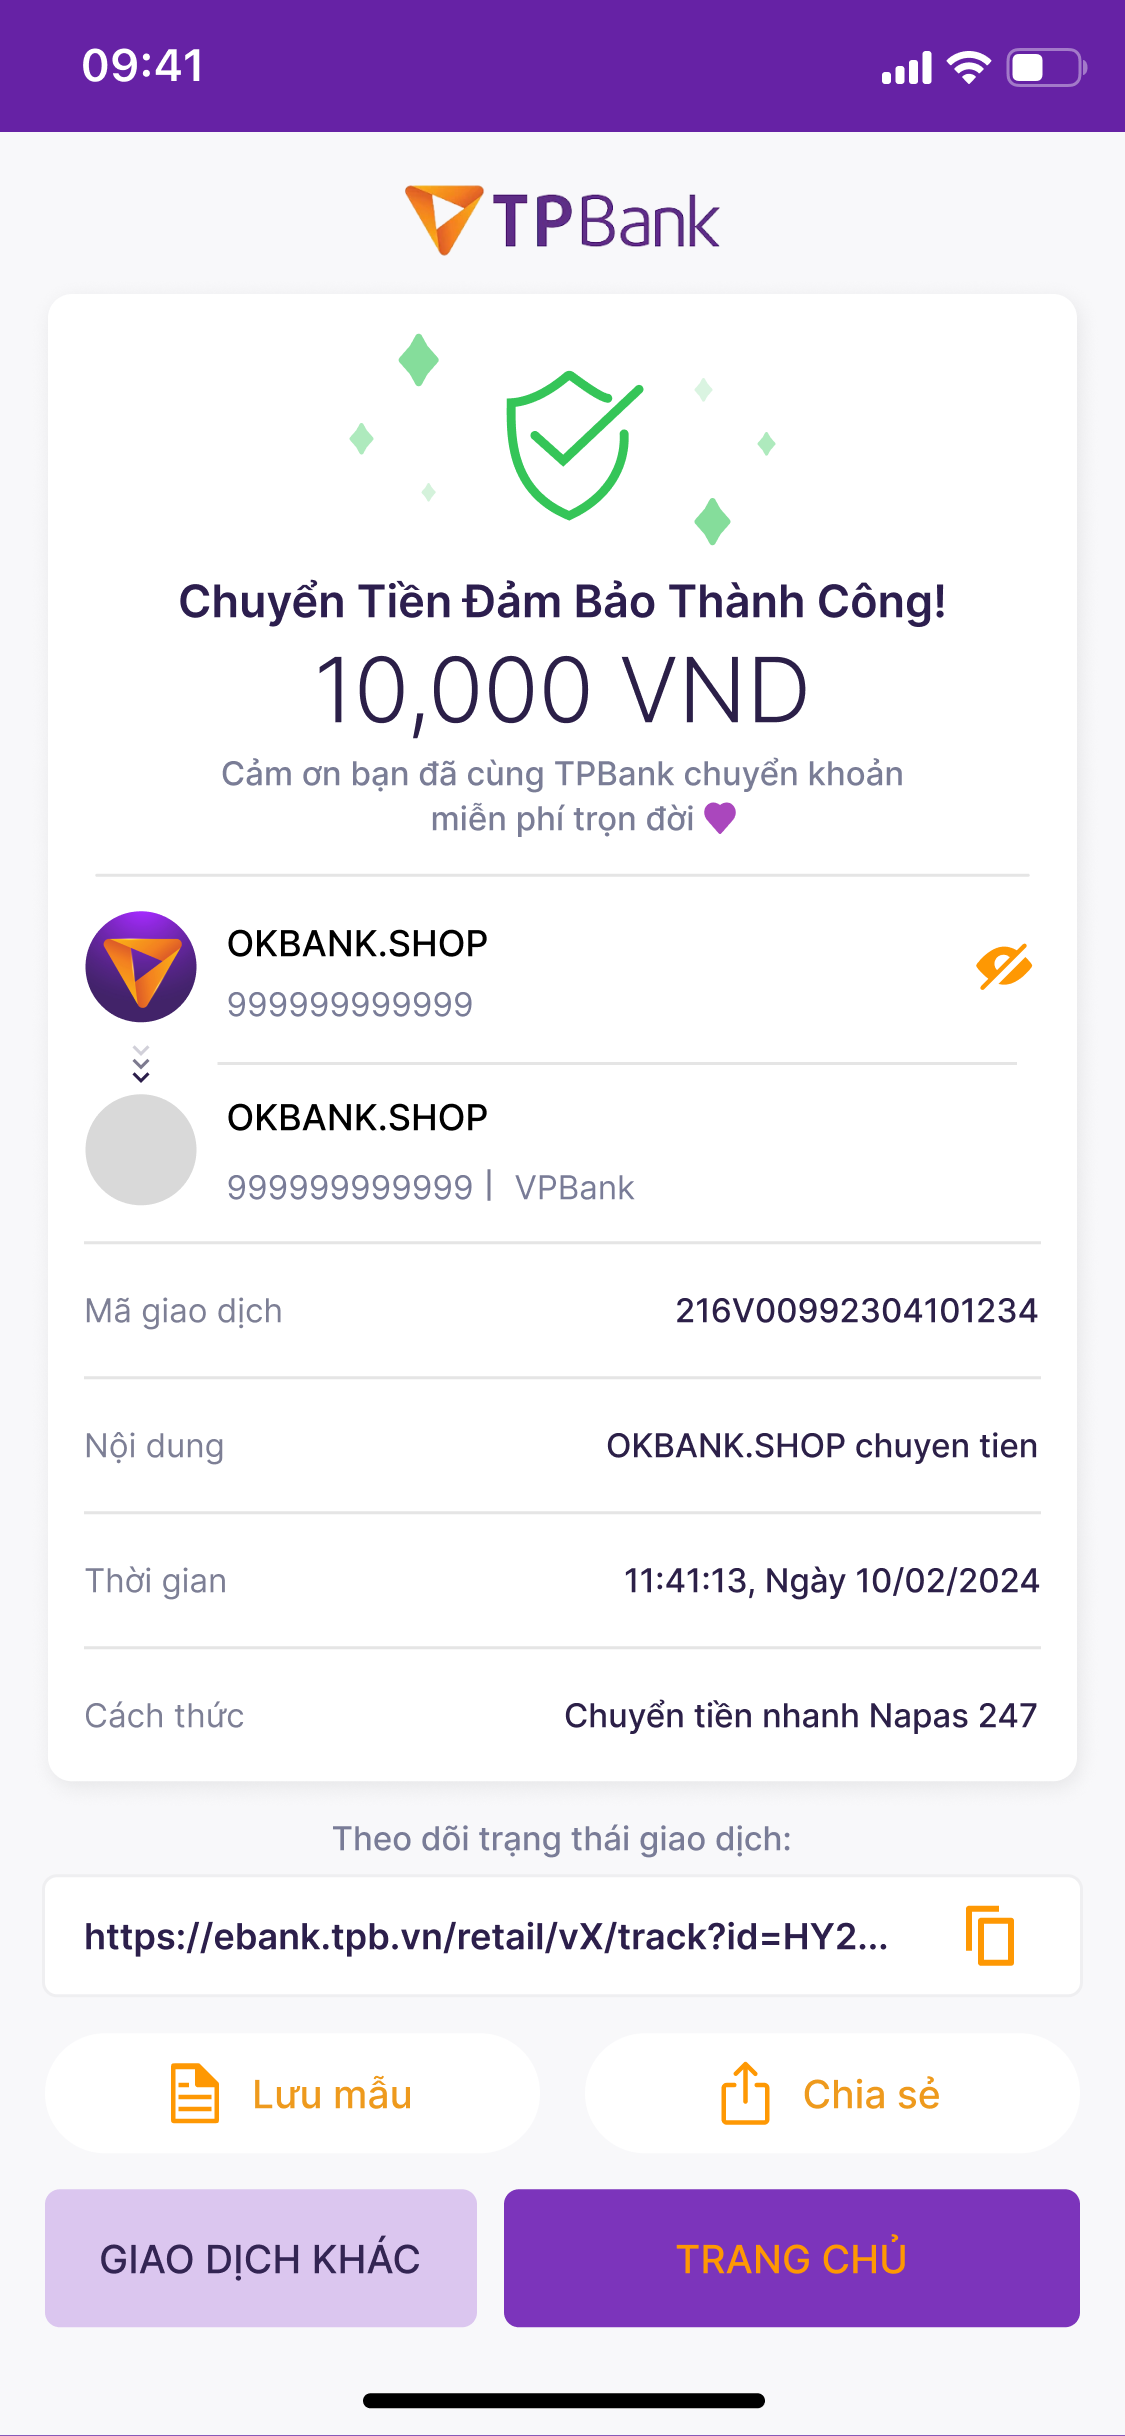 09:41
TPBank
Chuyển Tiền Đảm Bảo Thành Công!
10,000 VND
Cảm ơn bạn đã cùng TPBank chuyển khoản
miễn phí trọn đời
OKBANK.SHOP
999999999999
OKBANK.SHOP
999999999999 | VPBank
Mã giao dịch 216V00992304101234
Nội dung OKBANK.SHOP chuyen tien
Thời gian 11:41:13, Ngày 10/02/2024
Cách thức Chuyển tiền nhanh Napas 247
Theo dõi trạng thái giao dịch:
https://ebank.tpb.vn/retail/vX/track?id=HY2...
Lưu mẫu Chia sẻ
GIAO DỊCH KHÁC TRANG CHỦ